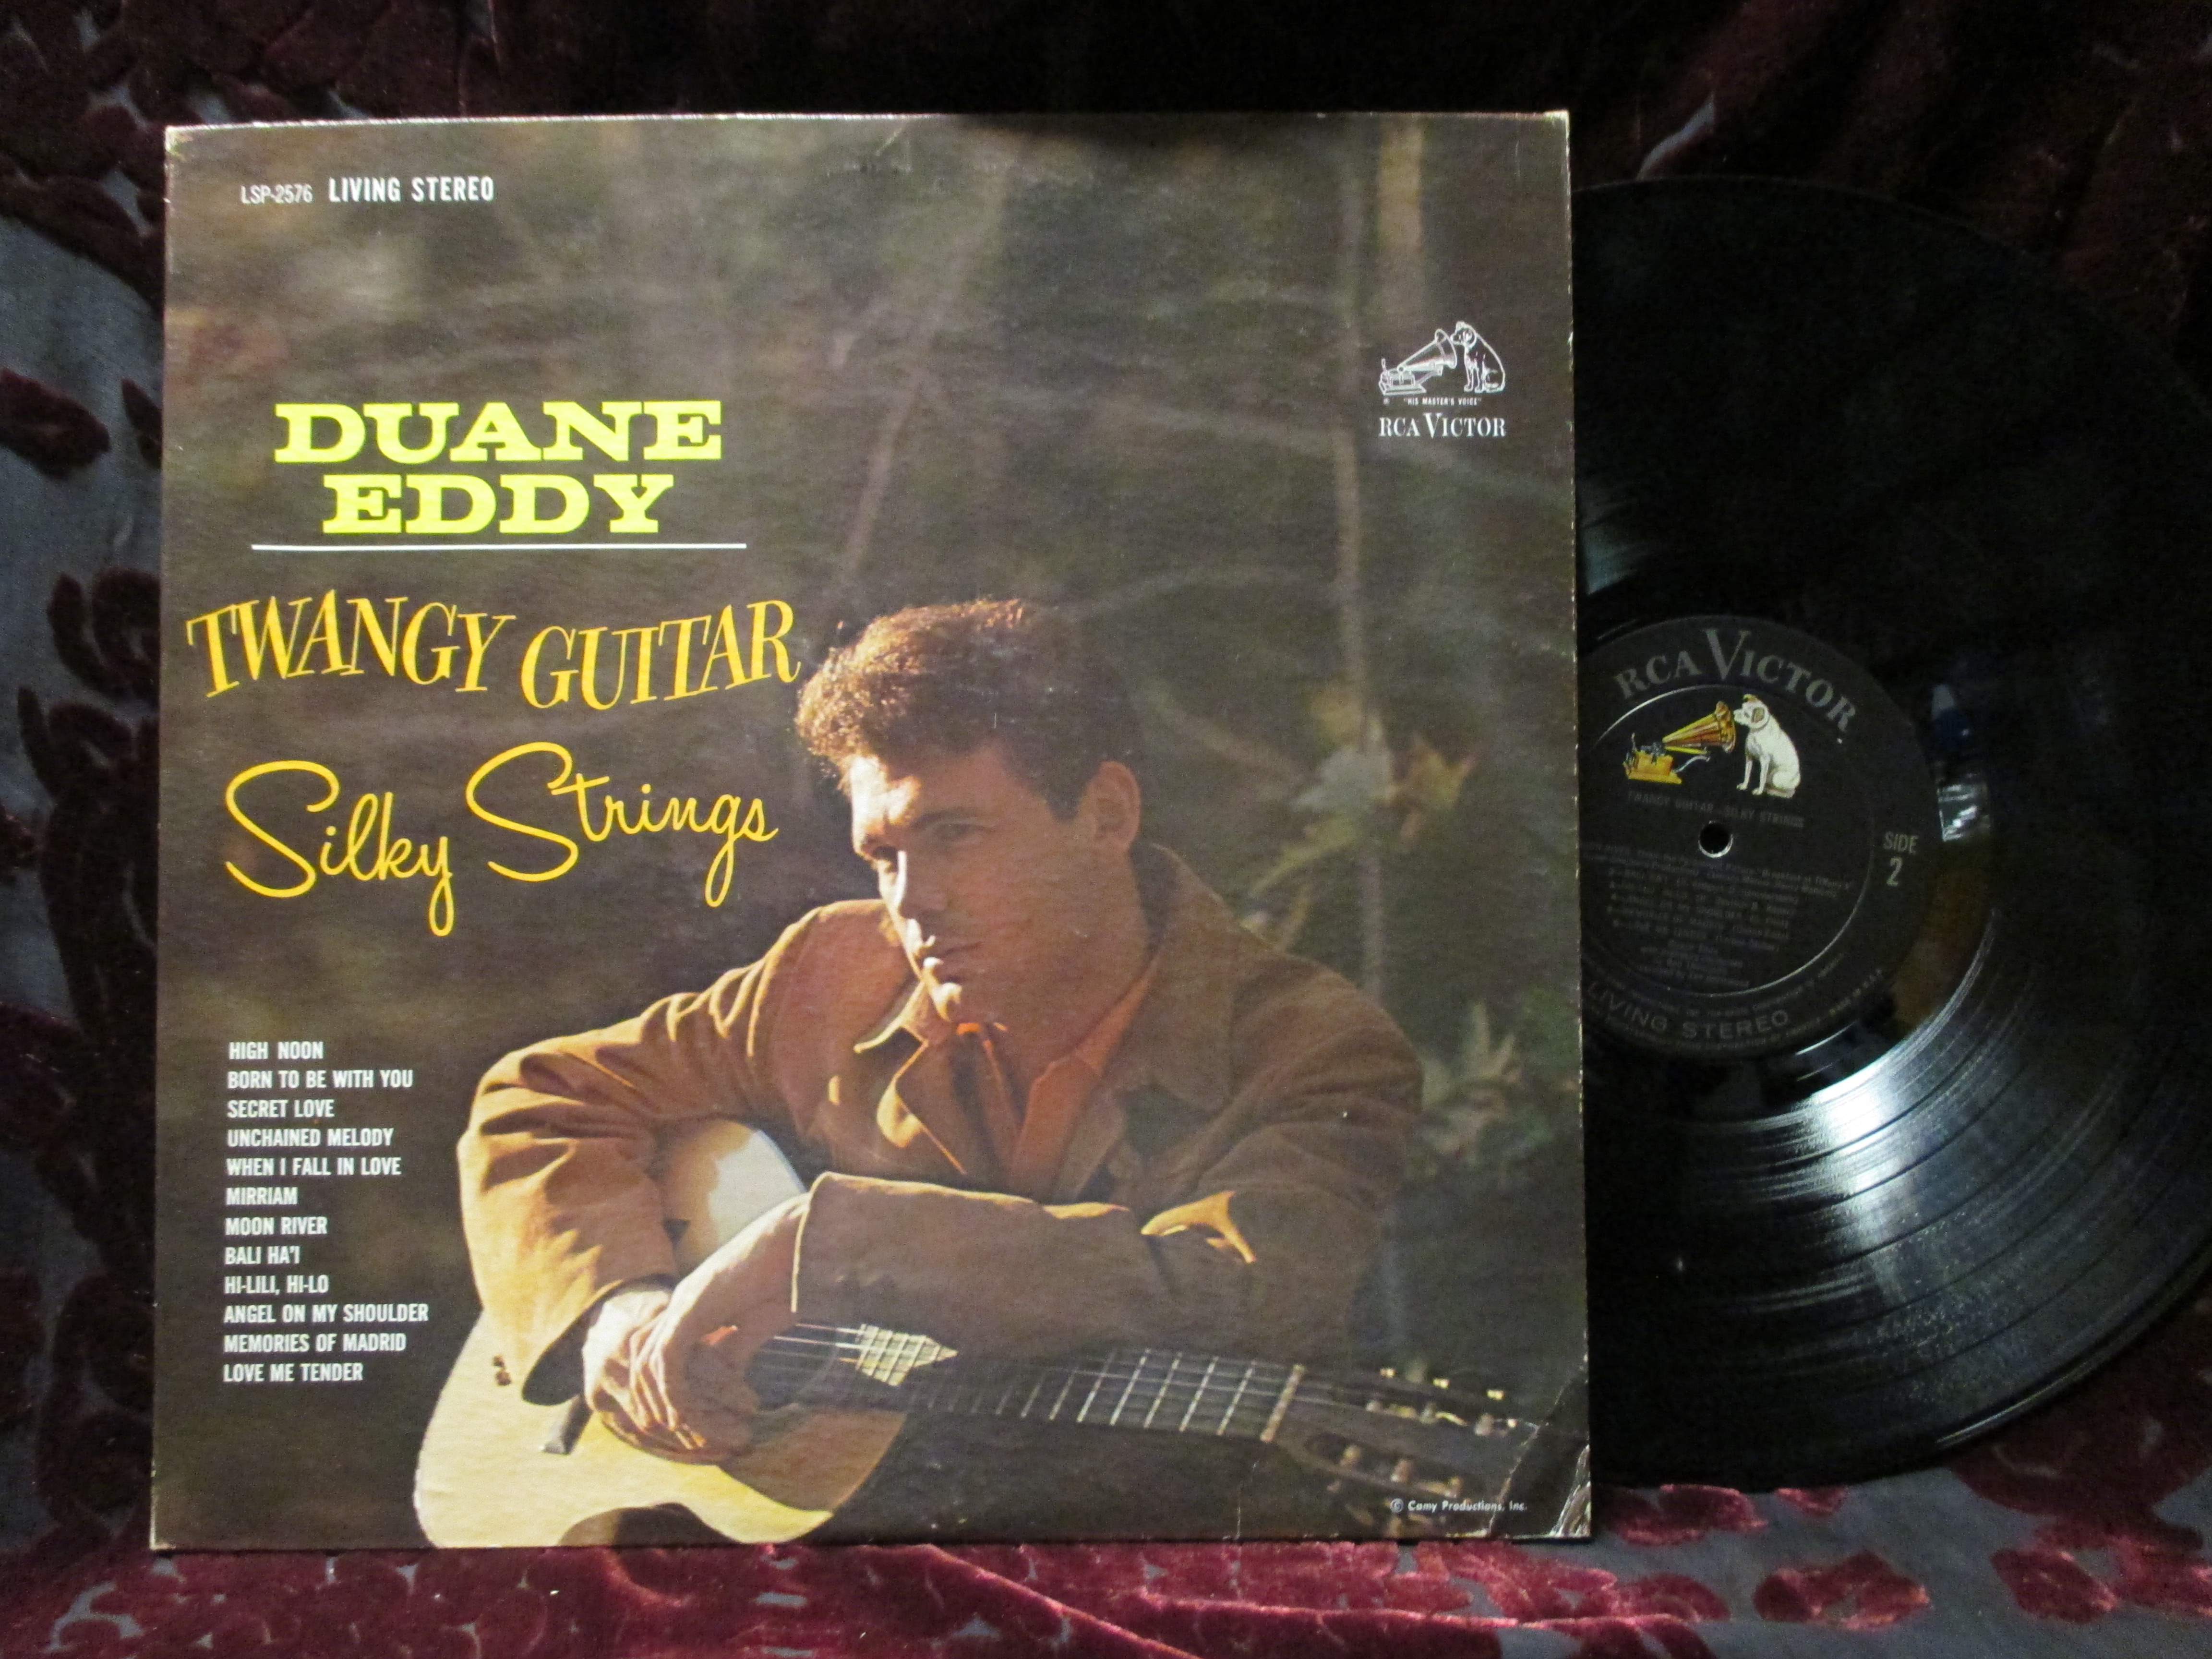 LSP-2576 LIVING STEREO
DUANE
EDDY
TWANGY GUITAR
Silky Strings
"HIS MASTER'S VOICE"
RCA VICTOR
HIGH NOON
BORN TO BE WITH YOU
SECRET LOVE
UNCHAINED MELODY
WHEN I FALL IN LOVE
MIRRIAM
MOON RIVER
BALI HA'I
HI-LILI, HI-LO
ANGEL ON MY SHOULDER
MEMORIES OF MADRID
LOVE ME TENDER
© Camy Productions, Inc.
RCA VICTOR
TWANGY GUITAR - SILKY STRINGS
SIDE
2
LIVING STEREO